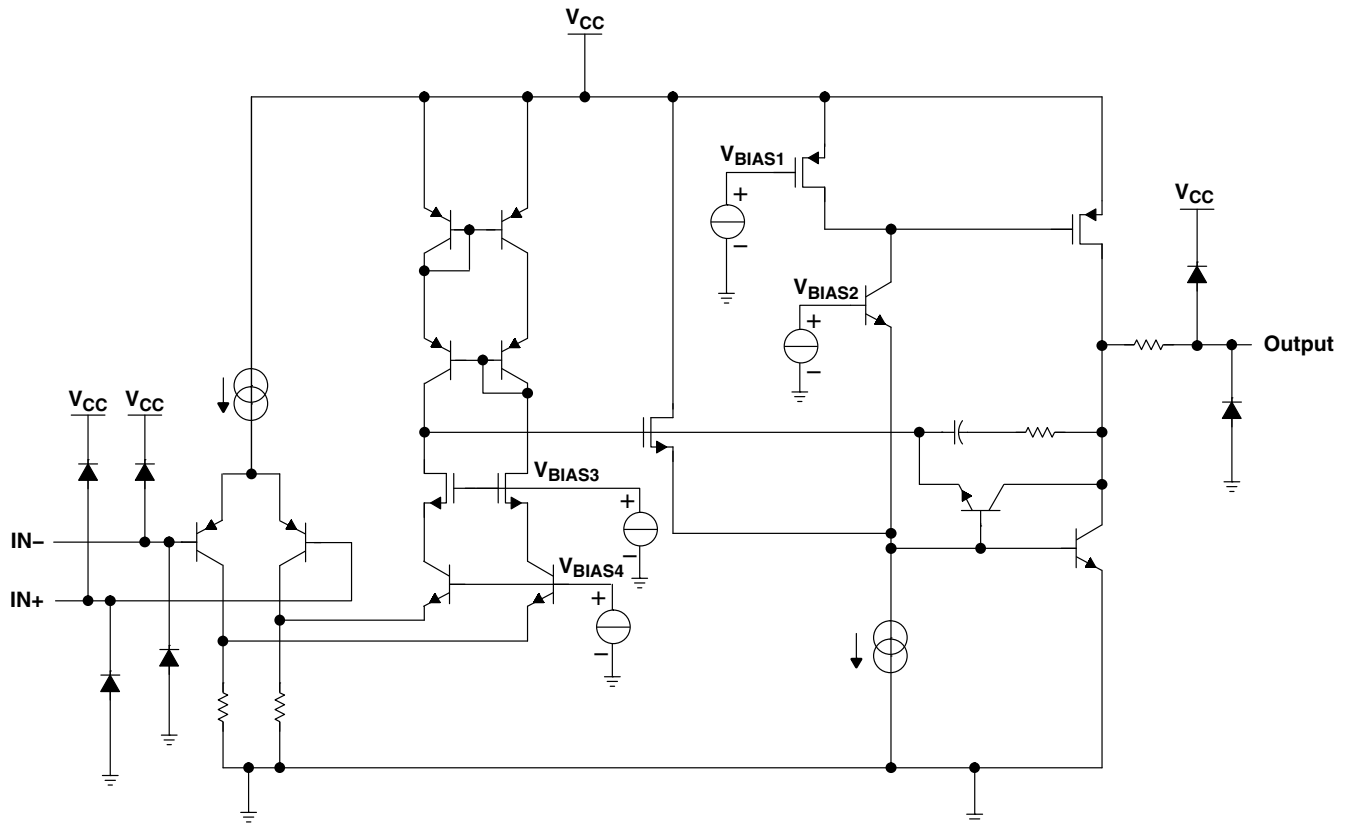 VCC
VBIAS1
+
−
VCC
VBIAS2
+
−
Output
VCC
VCC
VBIAS3
+
−
IN−
VBIAS4
+
−
IN+